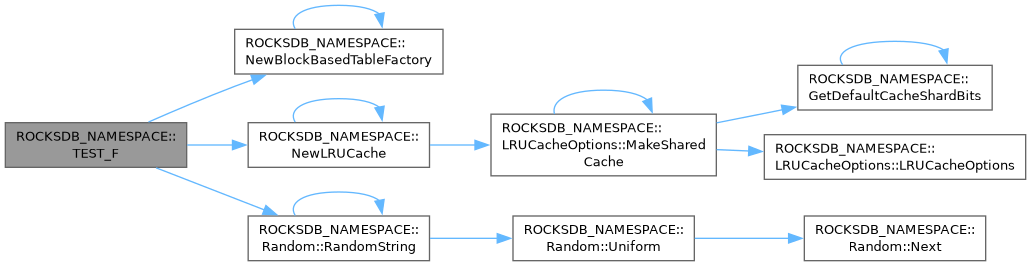 ROCKSDB_NAMESPACE::
NewBlockBasedTableFactory
ROCKSDB_NAMESPACE::
GetDefaultCacheShardBits
ROCKSDB_NAMESPACE::
TEST_F
ROCKSDB_NAMESPACE::
NewLRUCache
ROCKSDB_NAMESPACE::
LRUCacheOptions::MakeShared
Cache
ROCKSDB_NAMESPACE::
LRUCacheOptions::LRUCacheOptions
ROCKSDB_NAMESPACE::
Random::RandomString
ROCKSDB_NAMESPACE::
Random::Uniform
ROCKSDB_NAMESPACE::
Random::Next